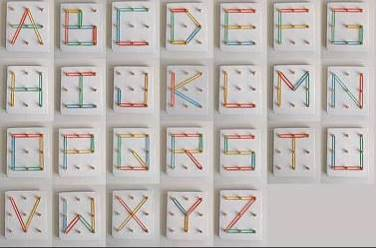 A B C D E F G
H I J K L M N
O P Q R S T U
V W X Y Z